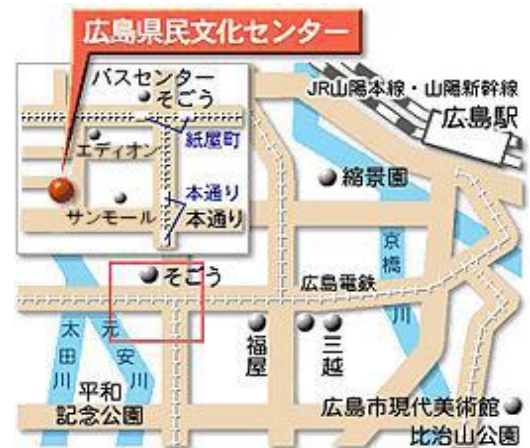 広島県民文化センター
バスセンター
そごう
紙屋町
エディオン
本通り
サンモール
本通り
JR山陽本線・山陽新幹線
広島駅
縮景園
京橋川
そごう
広島電鉄
太田川
元安川
福屋
三越
平和
記念公園
広島市現代美術館
比治山公園